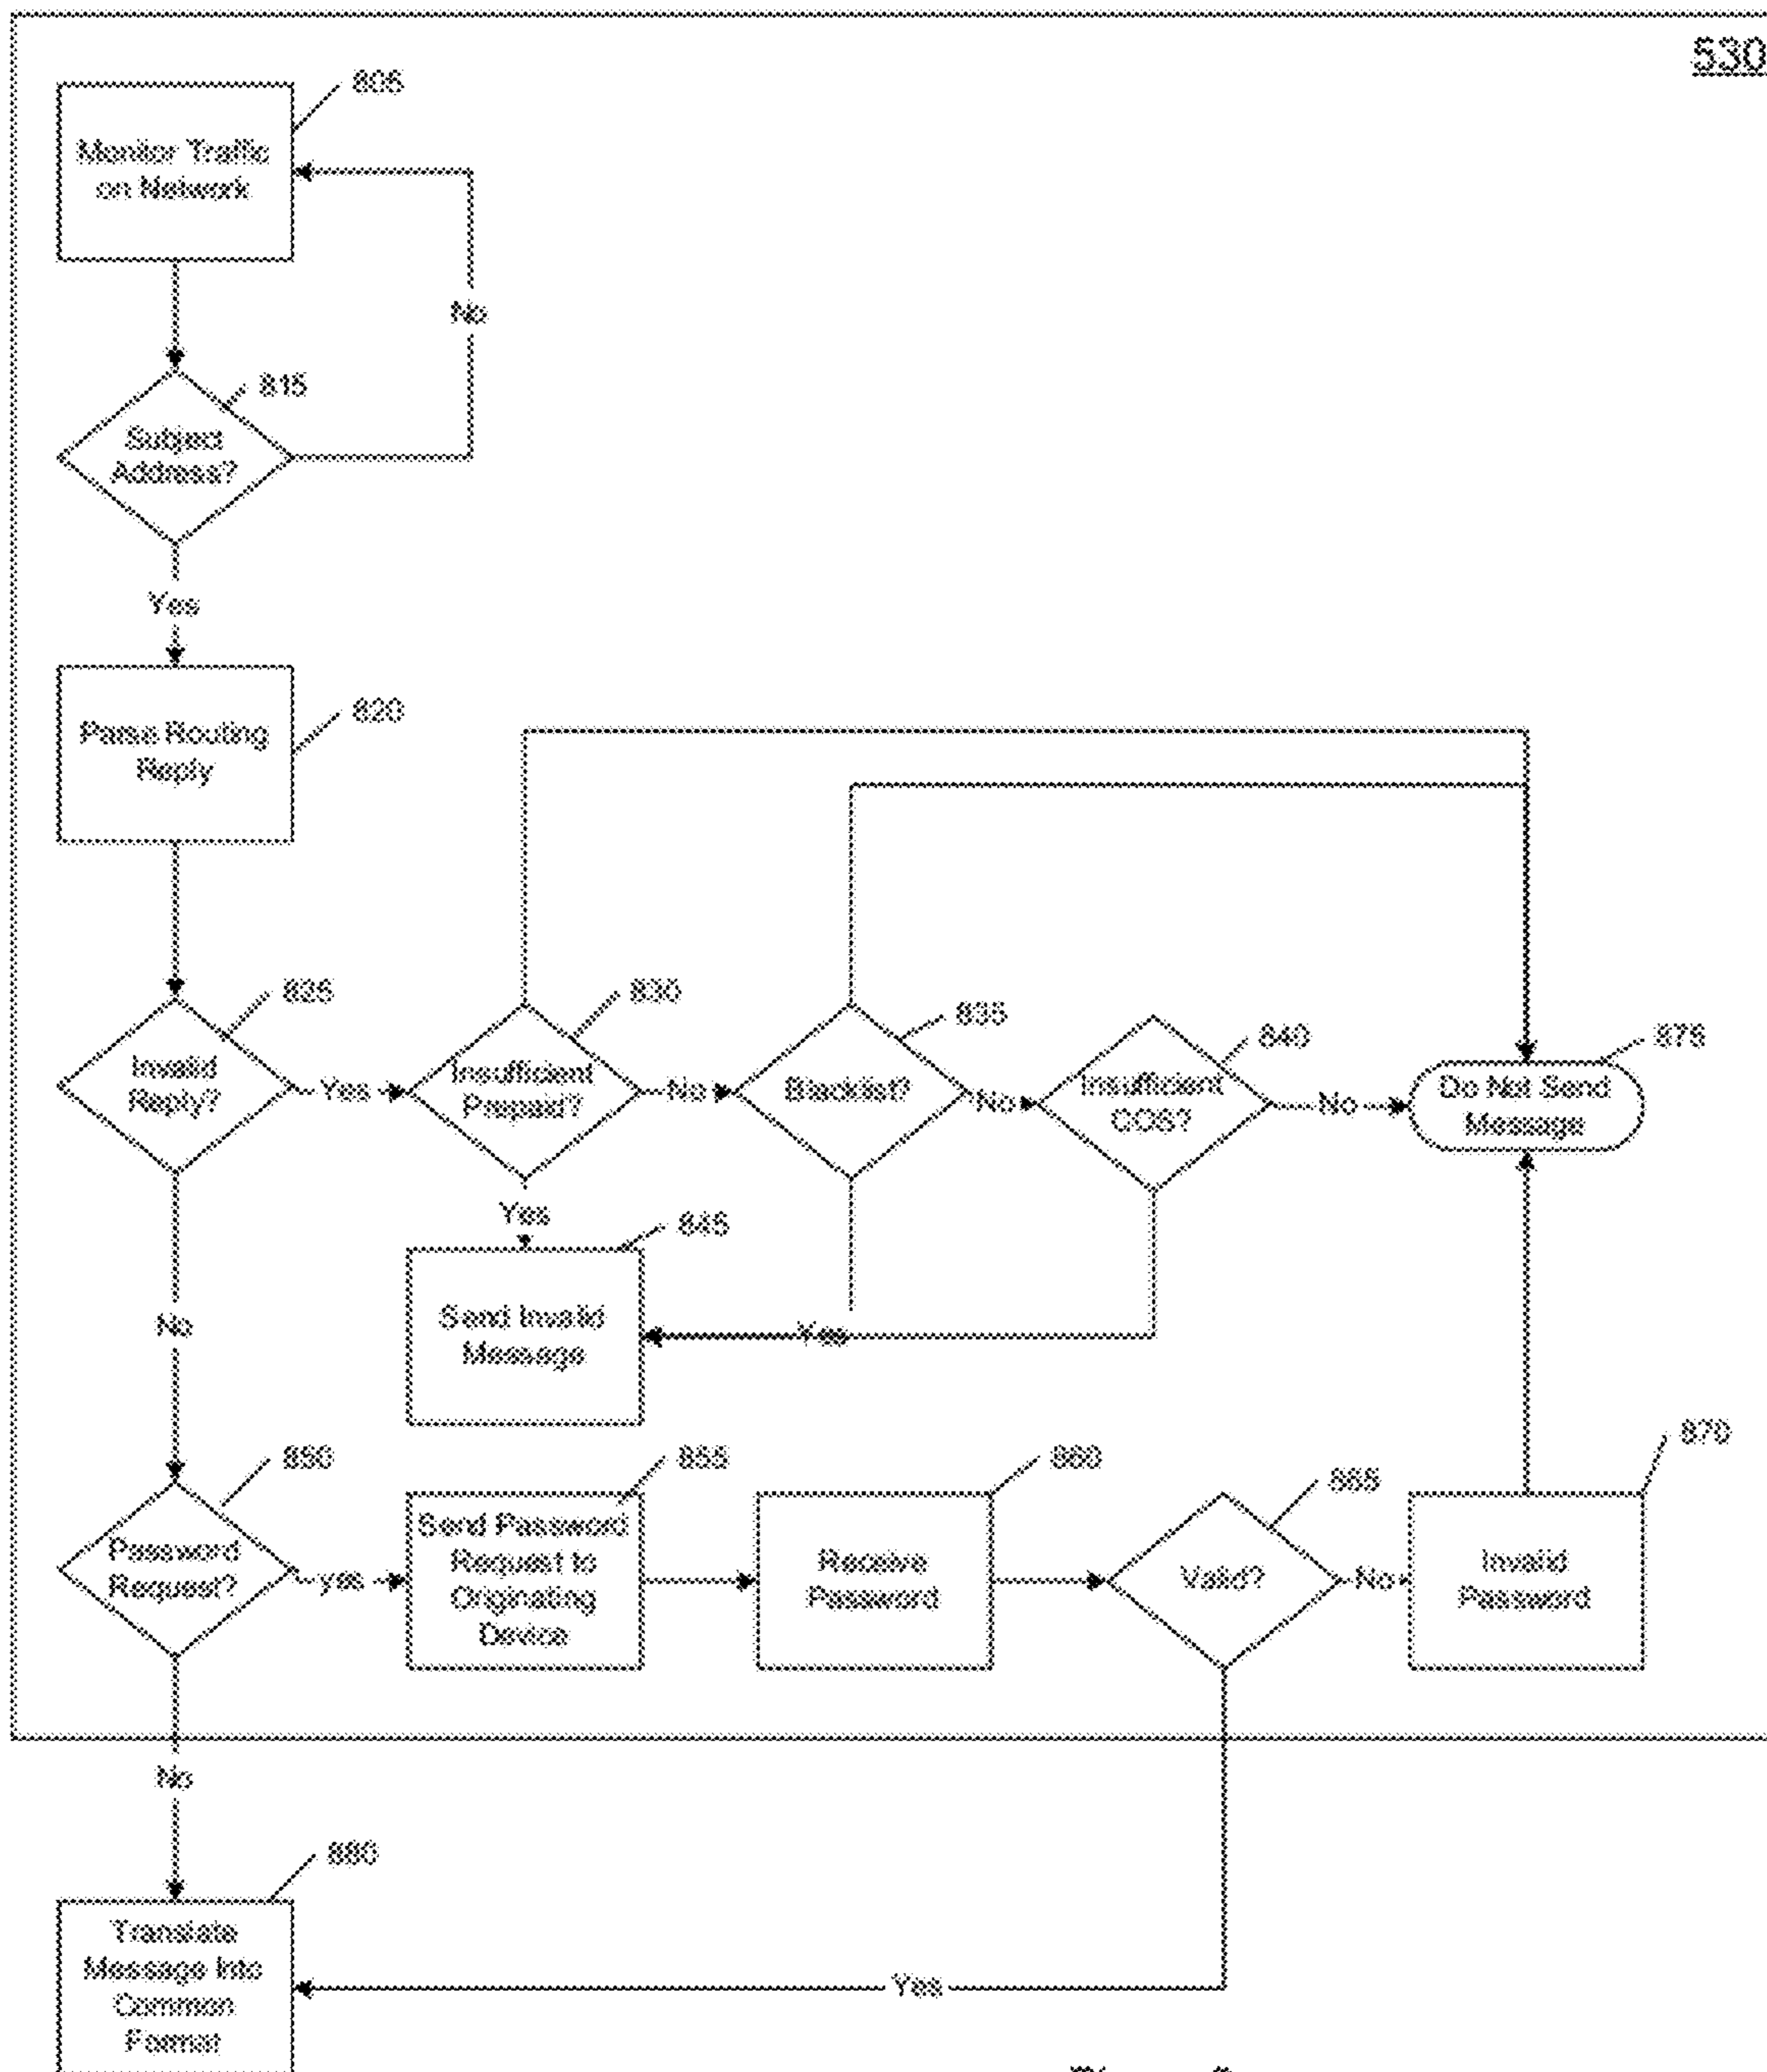 530
805
Monitor Traffic
on Network
No
815
Subject
Address?
Yes
820
Parse Routing
Reply
825
Invalid
Reply?
Yes
830
Insufficient
Prepaid?
No
835
Blacklist?
No
840
Insufficient
COS?
No
875
Do Not Send
Message
Yes
845
Send Invalid
Message
Yes
No
850
Password
Request?
yes
855
Send Password
Request to
Originating
Device
860
Receive
Password
865
Valid?
No
870
Invalid
Password
No
880
Translate
Message Into
Common
Format
Yes